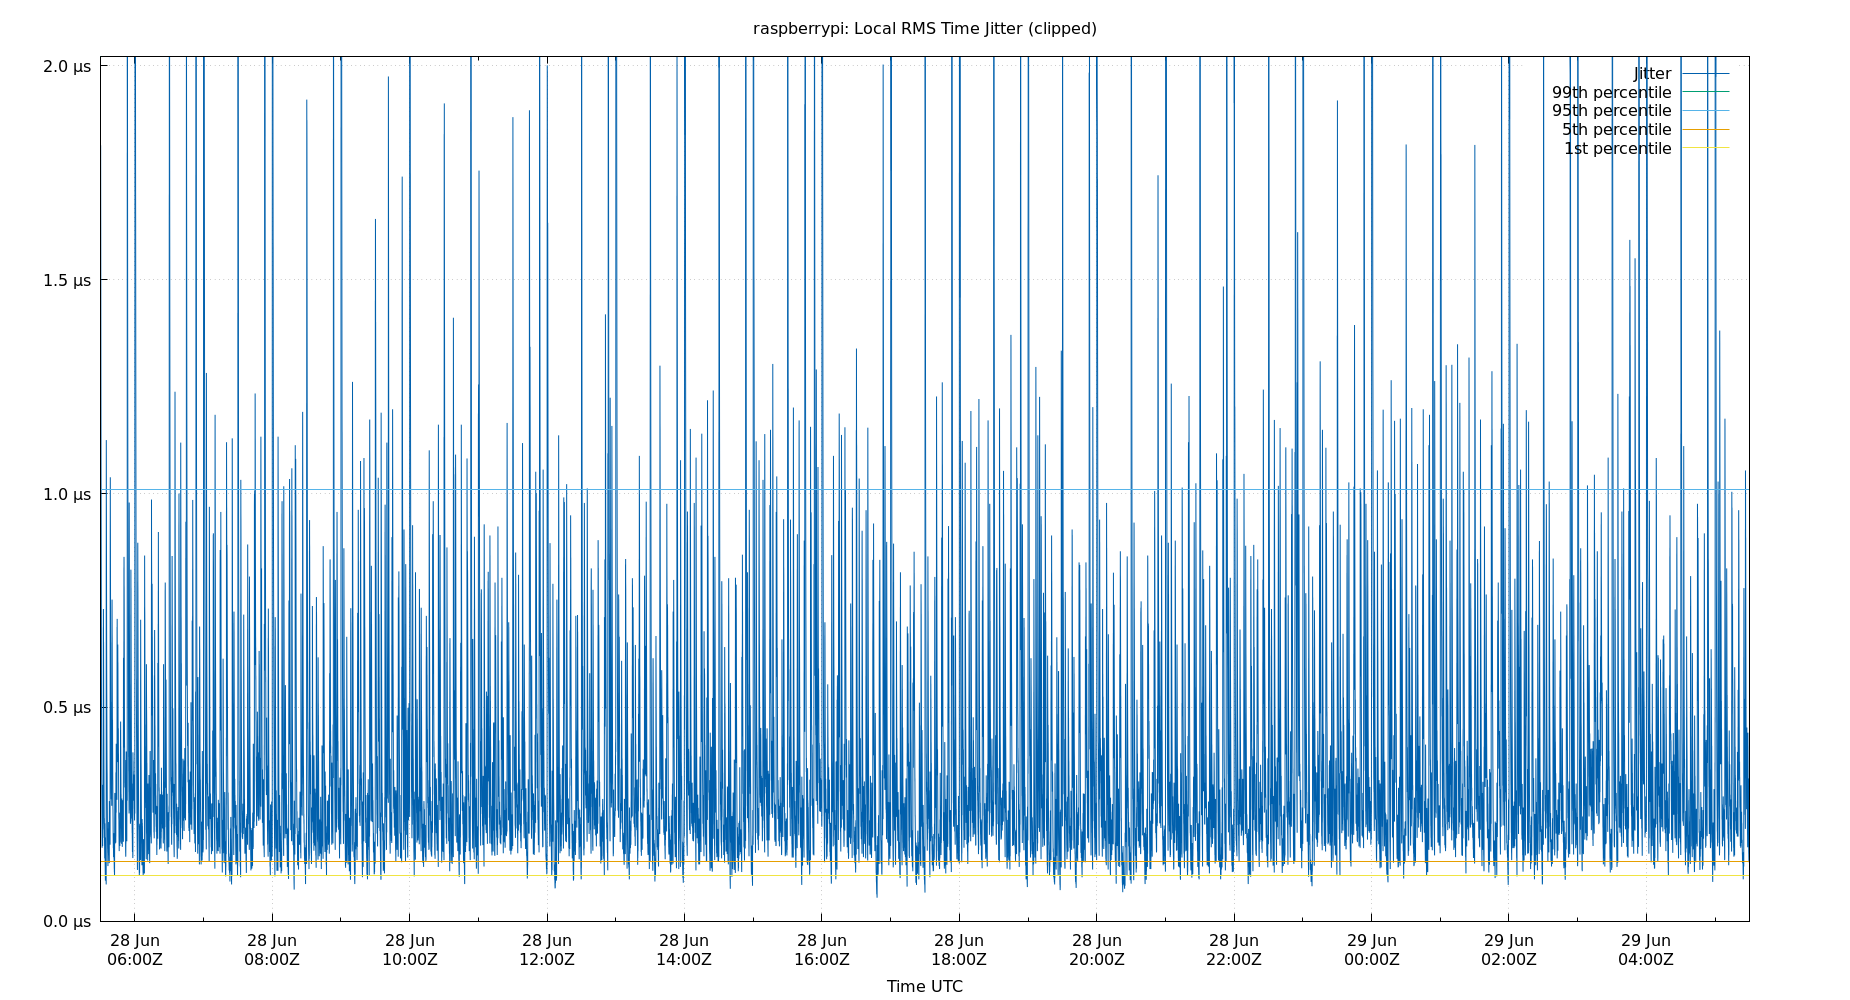 raspberrypi: Local RMS Time Jitter (clipped)
2.0 µs
1.5 µs
1.0 µs
0.5 µs
0.0 µs
Jitter
99th percentile
95th percentile
5th percentile
1st percentile
28 Jun 28 Jun 28 Jun 28 Jun 28 Jun 28 Jun 28 Jun 28 Jun 28 Jun 29 Jun 29 Jun 29 Jun
06:00Z 08:00Z 10:00Z 12:00Z 14:00Z 16:00Z 18:00Z 20:00Z 22:00Z 00:00Z 02:00Z 04:00Z
Time UTC